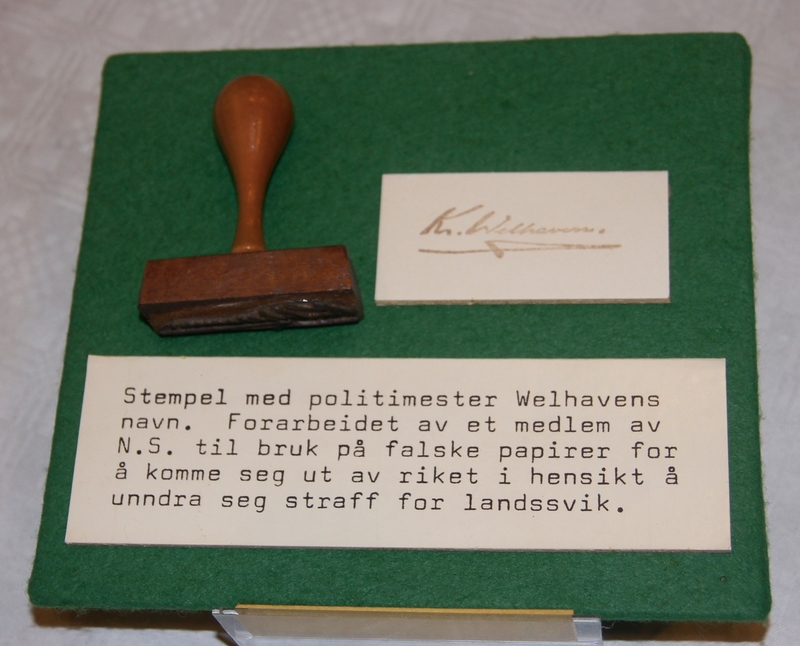 Kr. Welhaven.
Stempel med politimester Welhavens
navn. Forarbeidet av et medlem av
N.S. til bruk på falske papirer for
å komme seg ut av riket i hensikt å
unndra seg straff for landssvik.